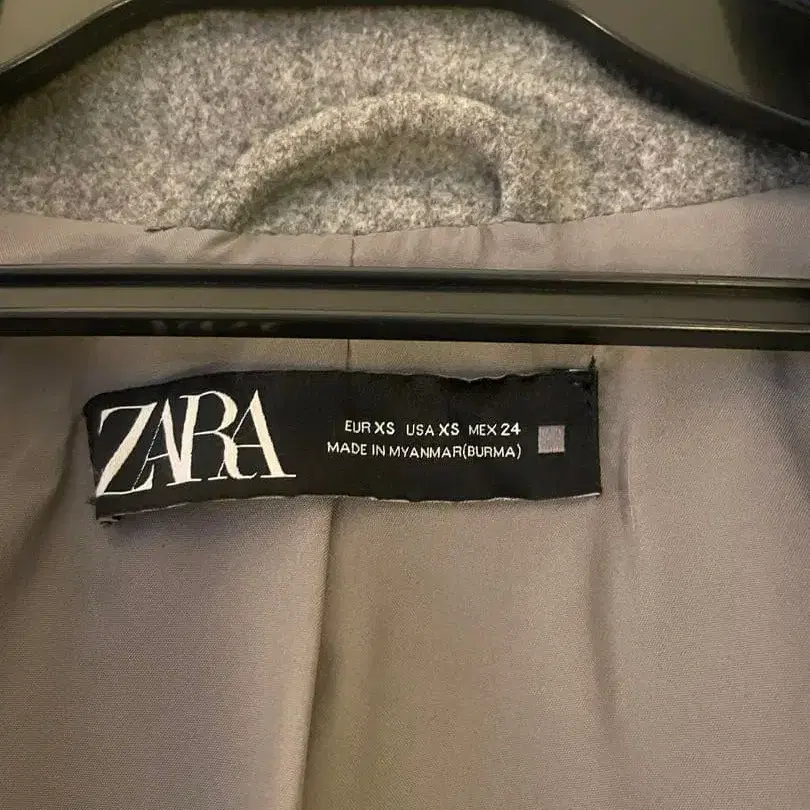 ZARA
EUR XS USA XS MEX 24
MADE IN MYANMAR(BURMA)